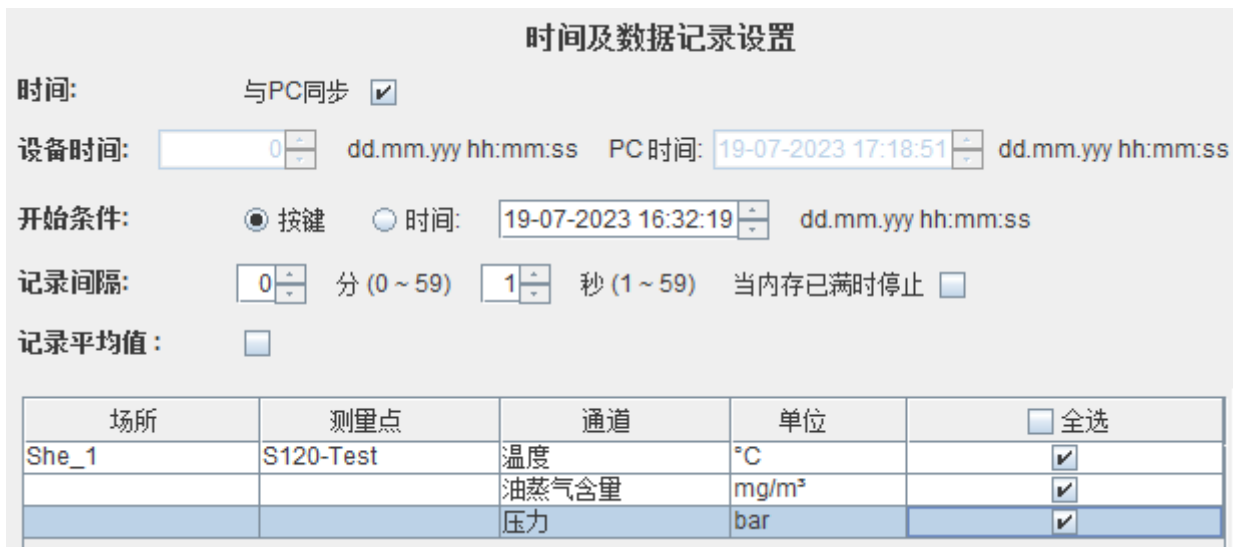 时间及数据记录设置
时间: 与PC同步
设备时间: 0 dd.mm.yyy hh:mm:ss PC时间: 19-07-2023 17:18:51 dd.mm.yyy hh:mm:ss
开始条件: 按键 时间: 19-07-2023 16:32:19 dd.mm.yyy hh:mm:ss
记录间隔: 0 分 (0 ~ 59) 1 秒 (1 ~ 59) 当内存已满时停止
记录平均值:
场所 测量点 通道 单位 全选
She_1 S120-Test 温度 °C
油蒸气含量 mg/m³
压力 bar